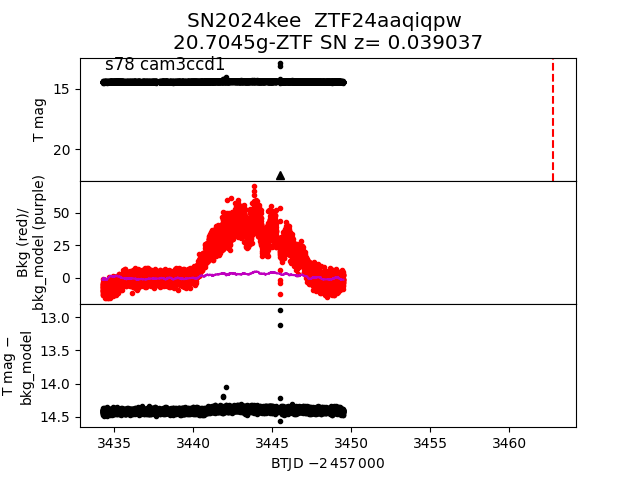 SN2024kee  ZTF24aaqiqpw
20.7045g-ZTF SN z= 0.039037
s78 cam3ccd1
T mag
15
20
Bkg (red)/
bkg_model (purple)
50
25
0
T mag −
bkg_model
13.0
13.5
14.0
14.5
3435 3440 3445 3450 3455 3460
BTJD −2 457 000